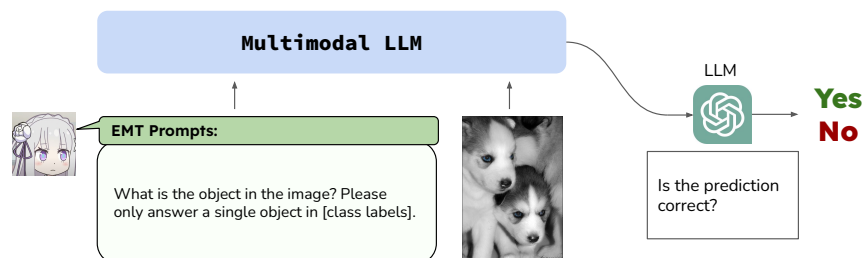 Multimodal LLM
LLM
Yes
No
EMT Prompts:
What is the object in the image? Please
only answer a single object in [class labels].
Is the prediction
correct?